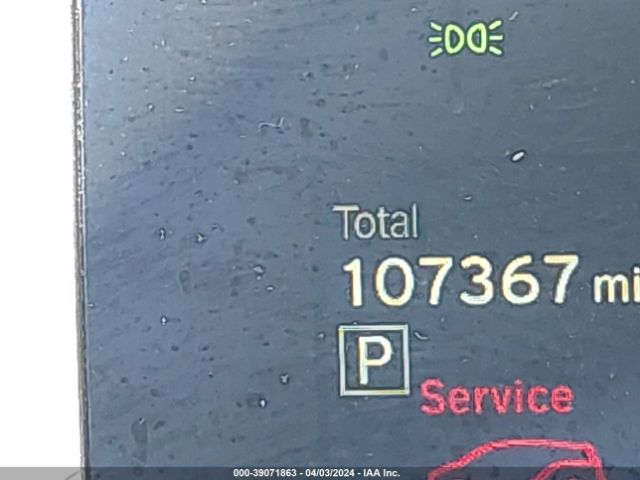 Total
107367 mi
P
Service
000-39071863 - 04/03/2024 - IAA Inc.